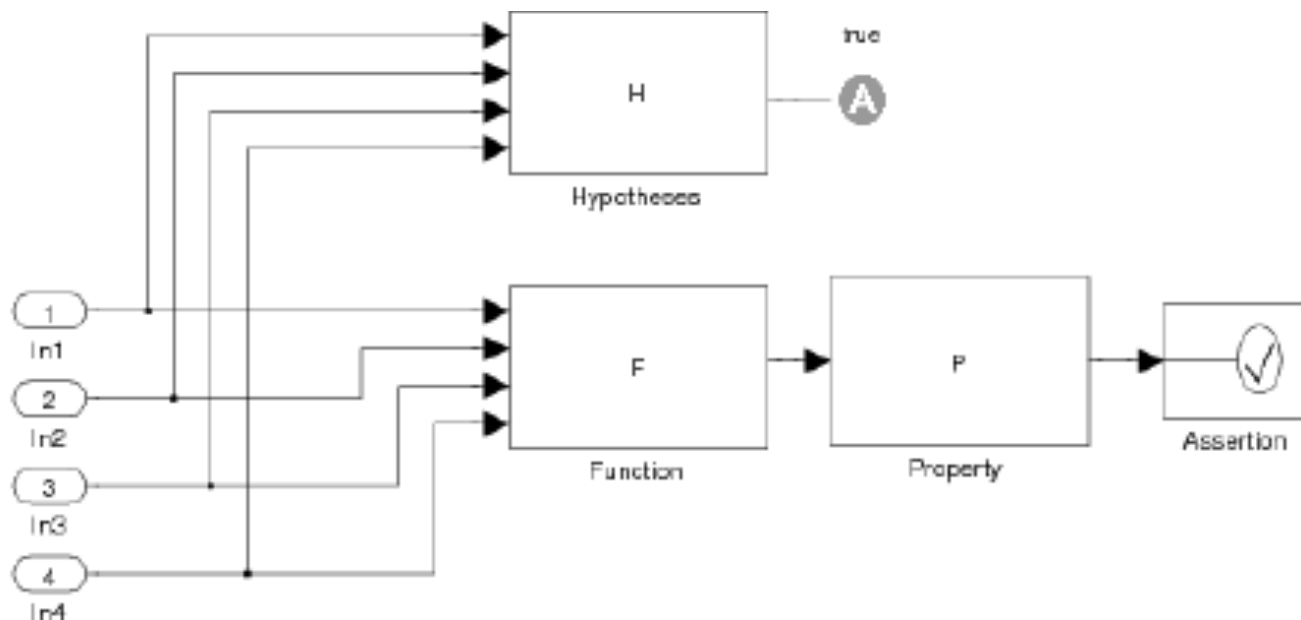 true
H
A
Hypotheses
1
In1
F
P
2
In2
Function
Property
Assertion
3
In3
4
In4